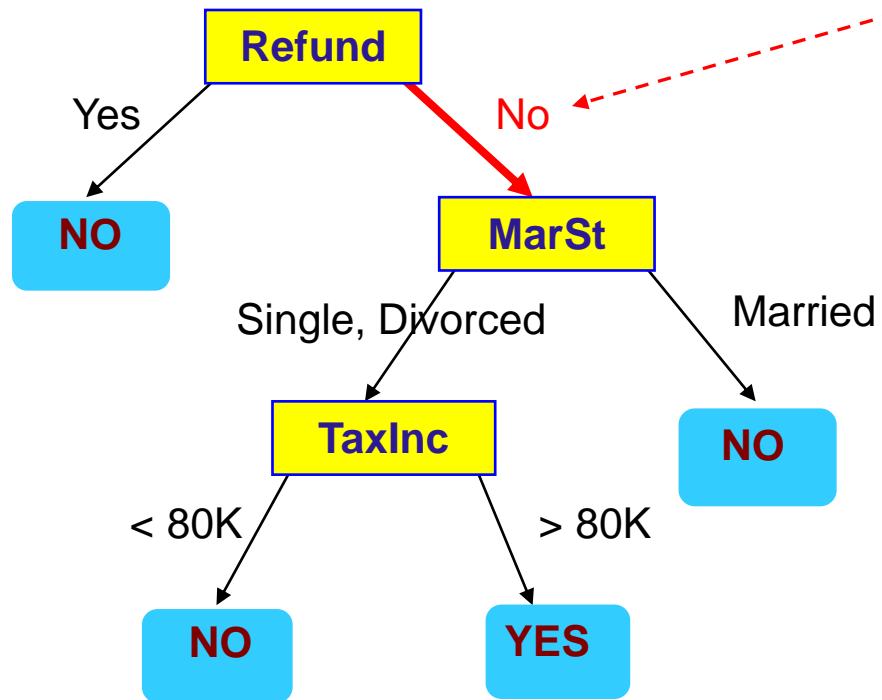 Refund
Yes
No
NO
MarSt
Single, Divorced
Married
TaxInc
NO
< 80K
> 80K
NO
YES